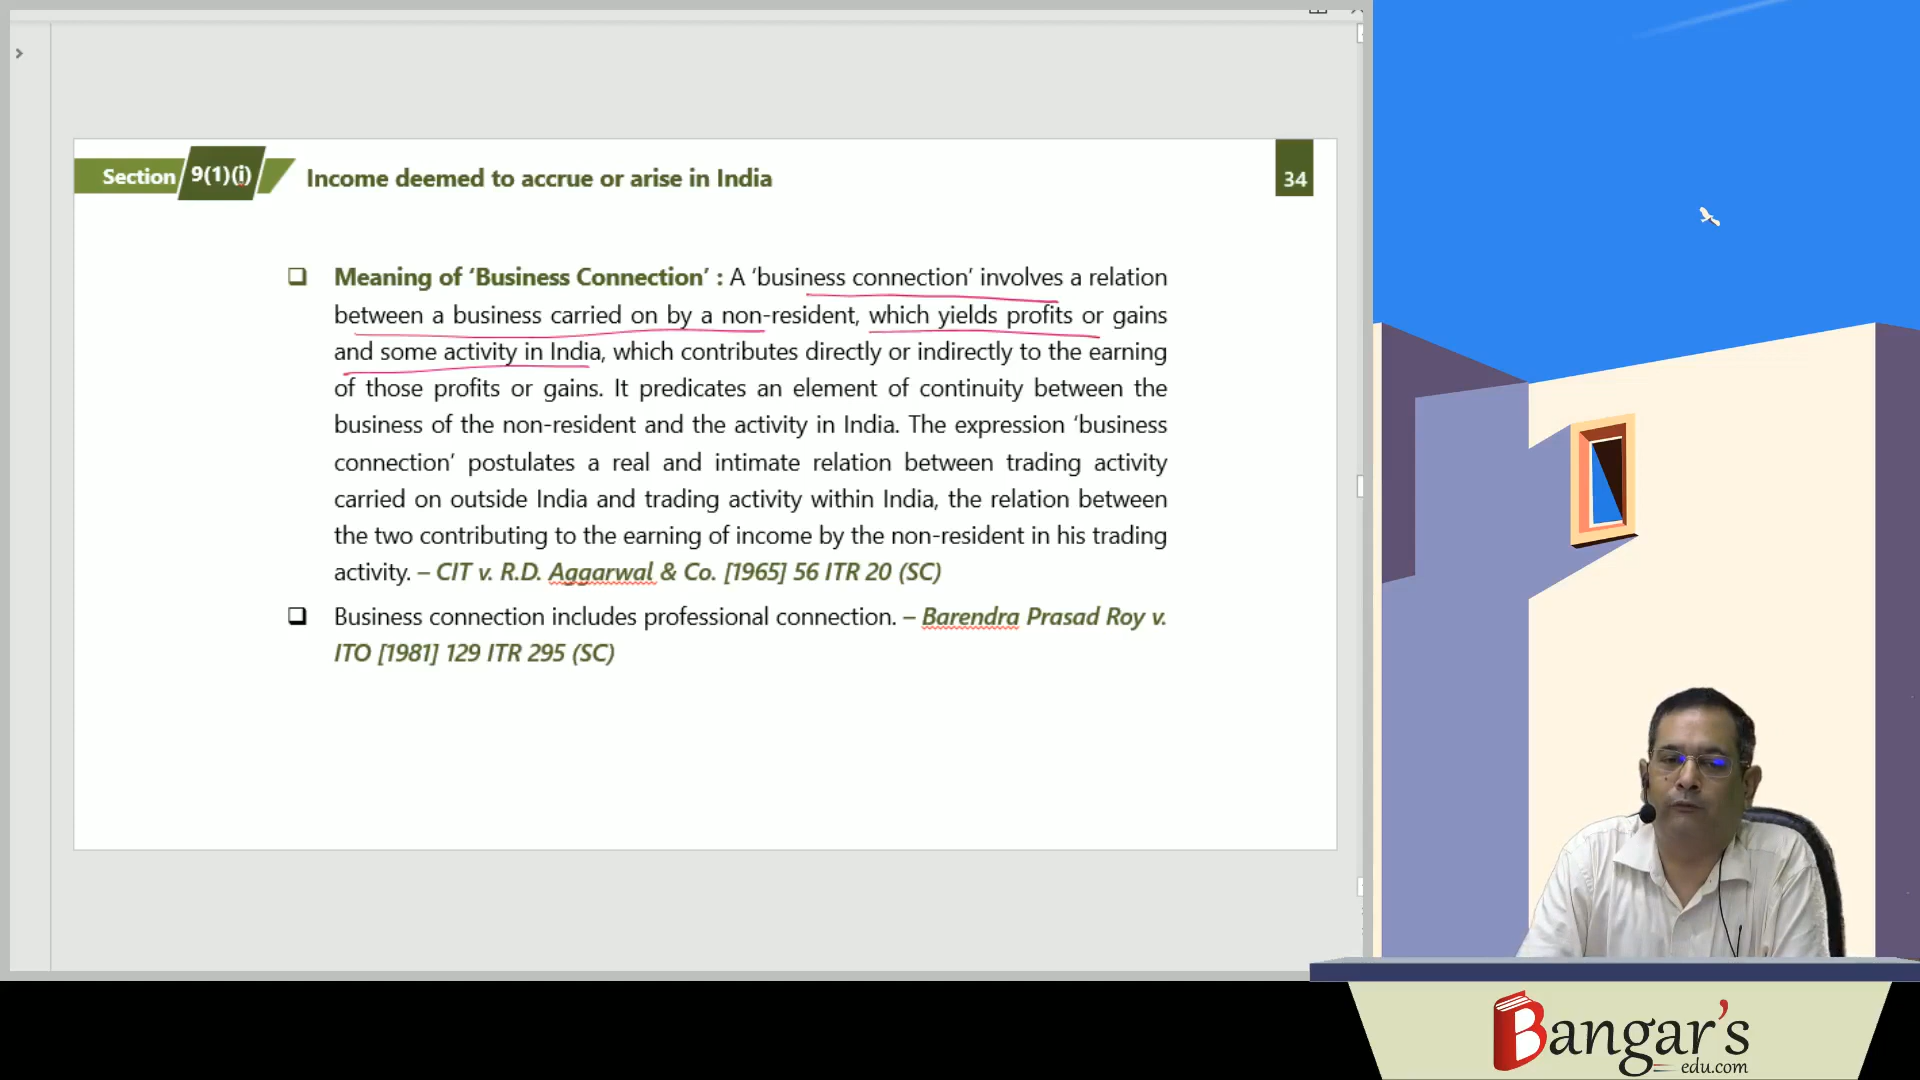 Section 9(1)(i) Income deemed to accrue or arise in India 34
Meaning of ‘Business Connection’ : A ‘business connection’ involves a relation
between a business carried on by a non-resident, which yields profits or gains
and some activity in India, which contributes directly or indirectly to the earning
of those profits or gains. It predicates an element of continuity between the
business of the non-resident and the activity in India. The expression ‘business
connection’ postulates a real and intimate relation between trading activity
carried on outside India and trading activity within India, the relation between
the two contributing to the earning of income by the non-resident in his trading
activity. – CIT v. R.D. Aggarwal & Co. [1965] 56 ITR 20 (SC)
Business connection includes professional connection. – Barendra Prasad Roy v.
ITO [1981] 129 ITR 295 (SC)
Bangar’s
edu.com